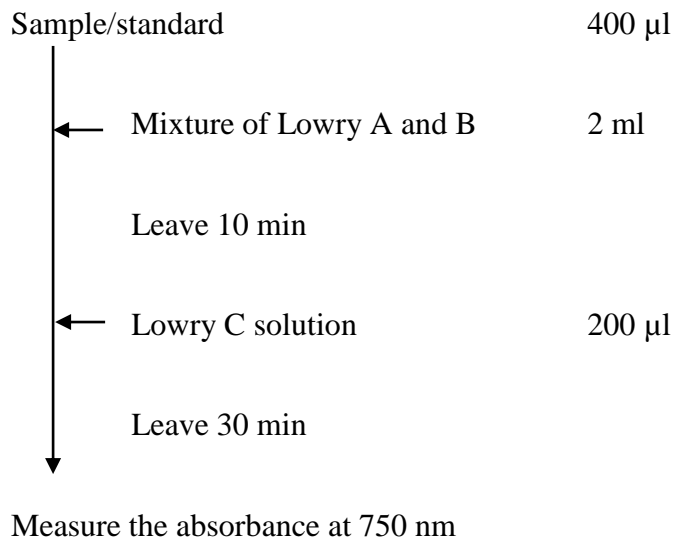 Sample/standard 400 µl
Mixture of Lowry A and B 2 ml
Leave 10 min
Lowry C solution 200 µl
Leave 30 min
Measure the absorbance at 750 nm